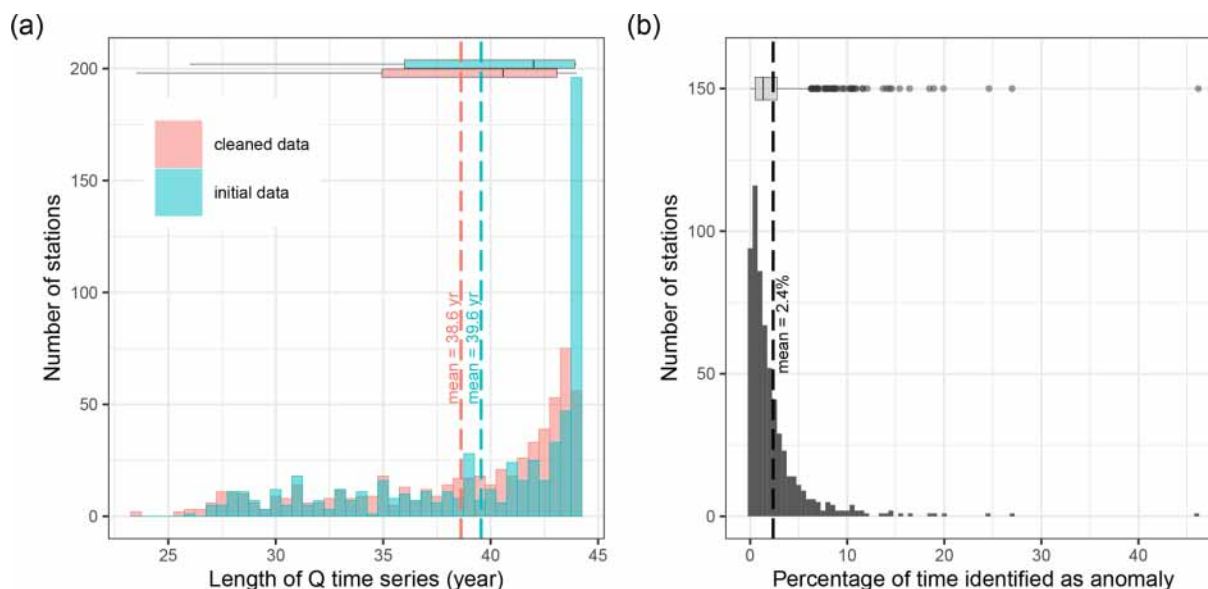 (a)
200
150
100
50
0
Number of stations
cleaned data
initial data
mean = 38.6 yr
mean = 39.6 yr
25 30 35 40 45
Length of Q time series (year)
(b)
150
100
50
0
Number of stations
mean = 2.4%
0 10 20 30 40
Percentage of time identified as anomaly